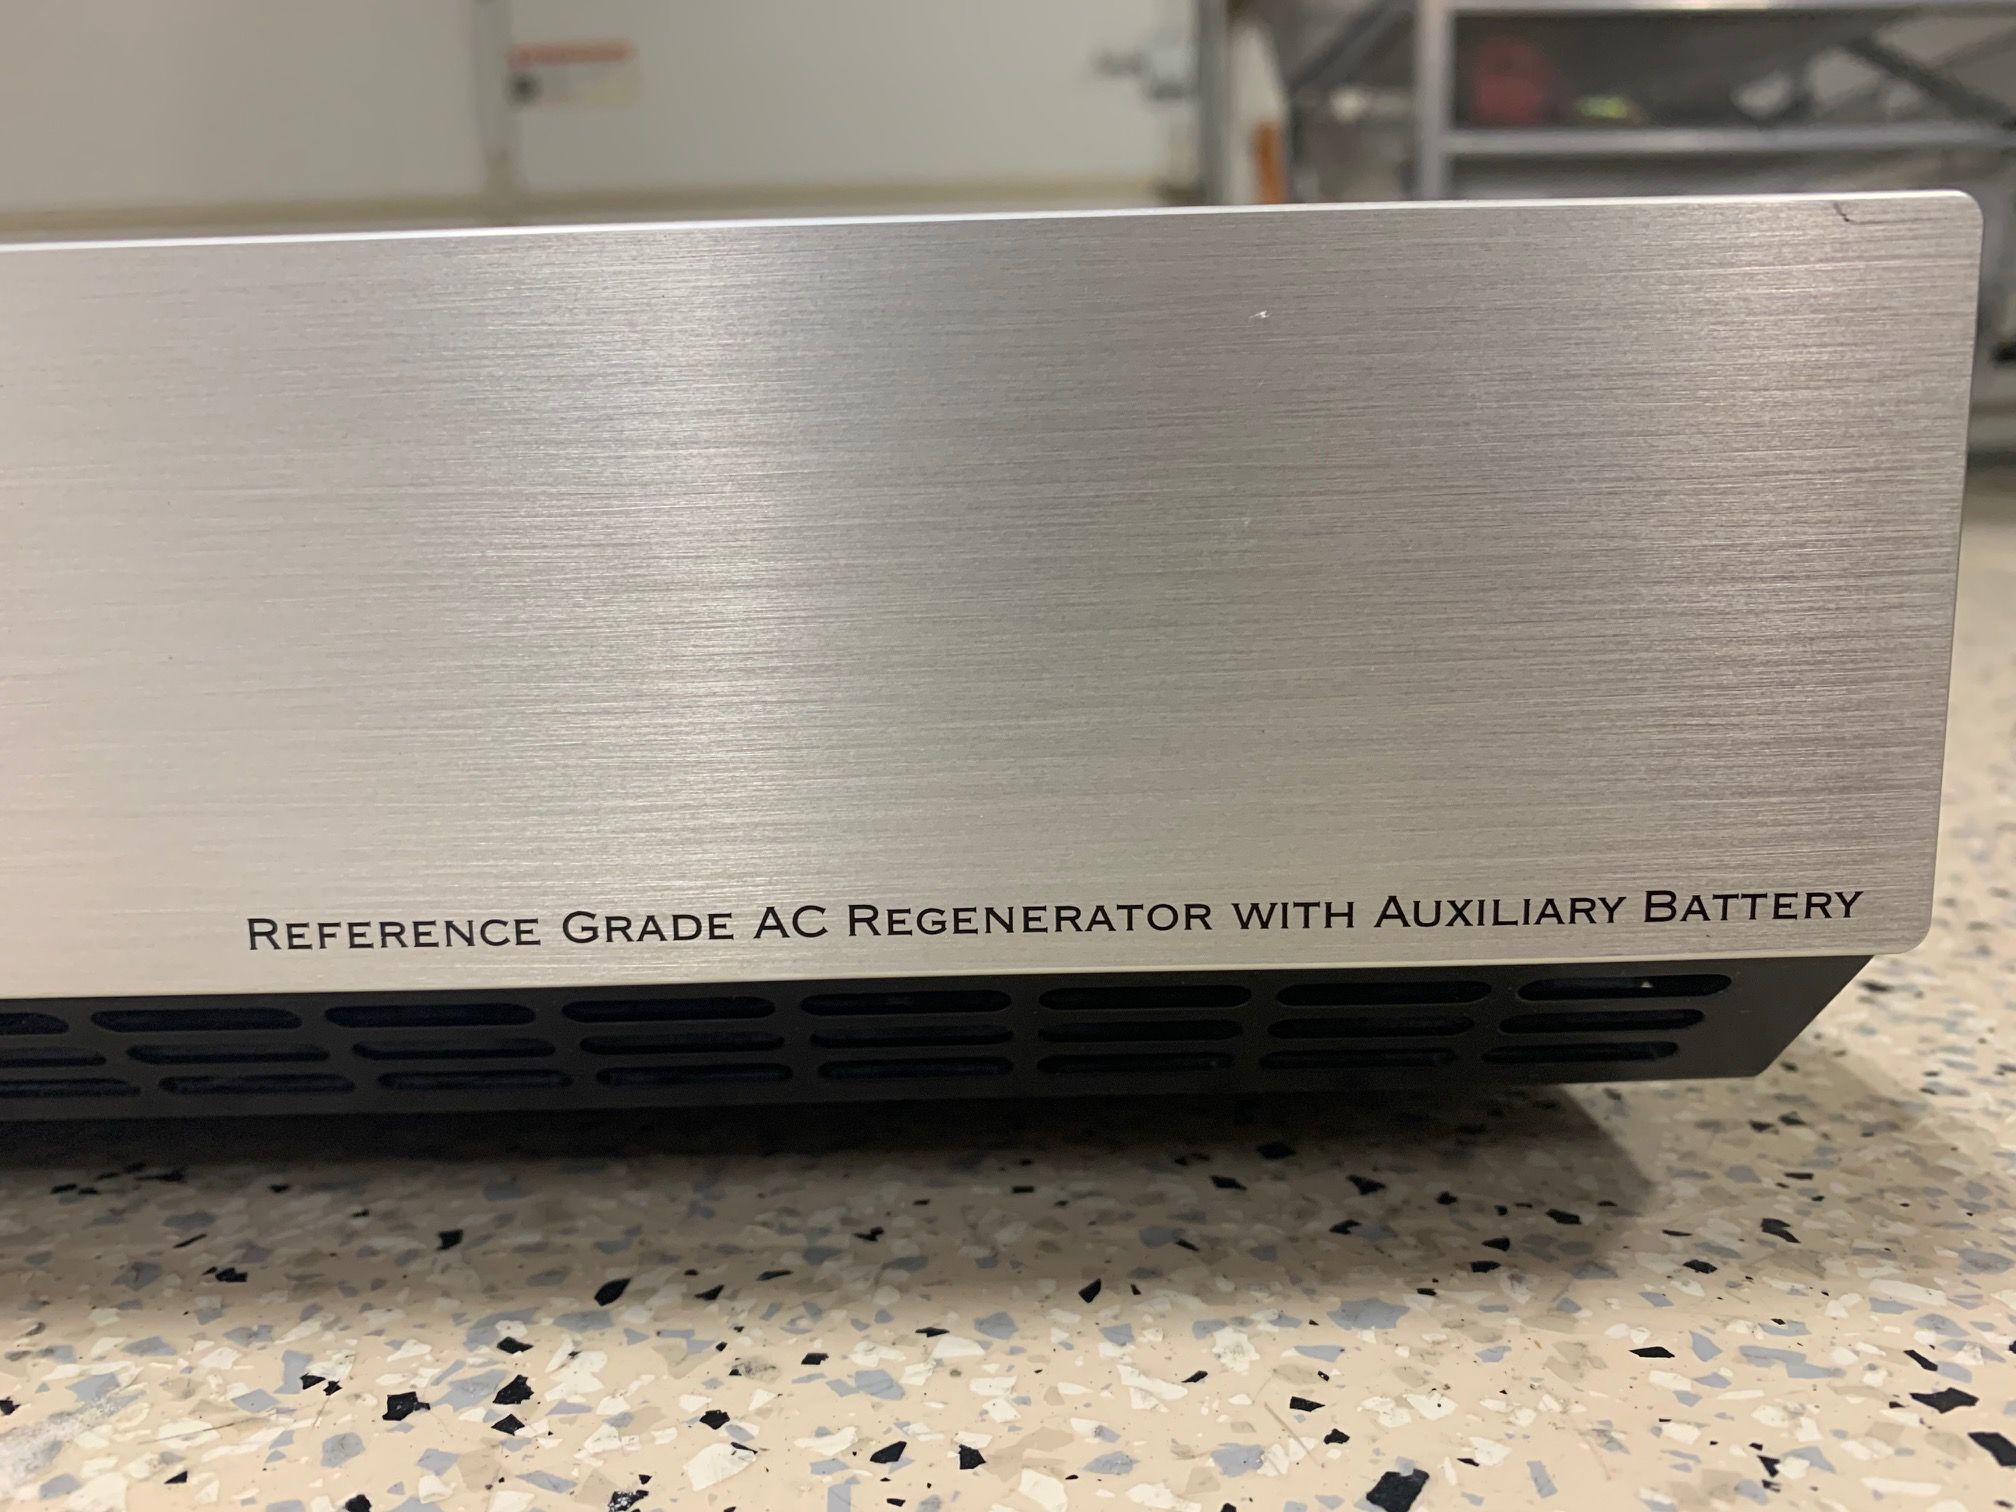 Reference Grade AC Regenerator with Auxiliary Battery